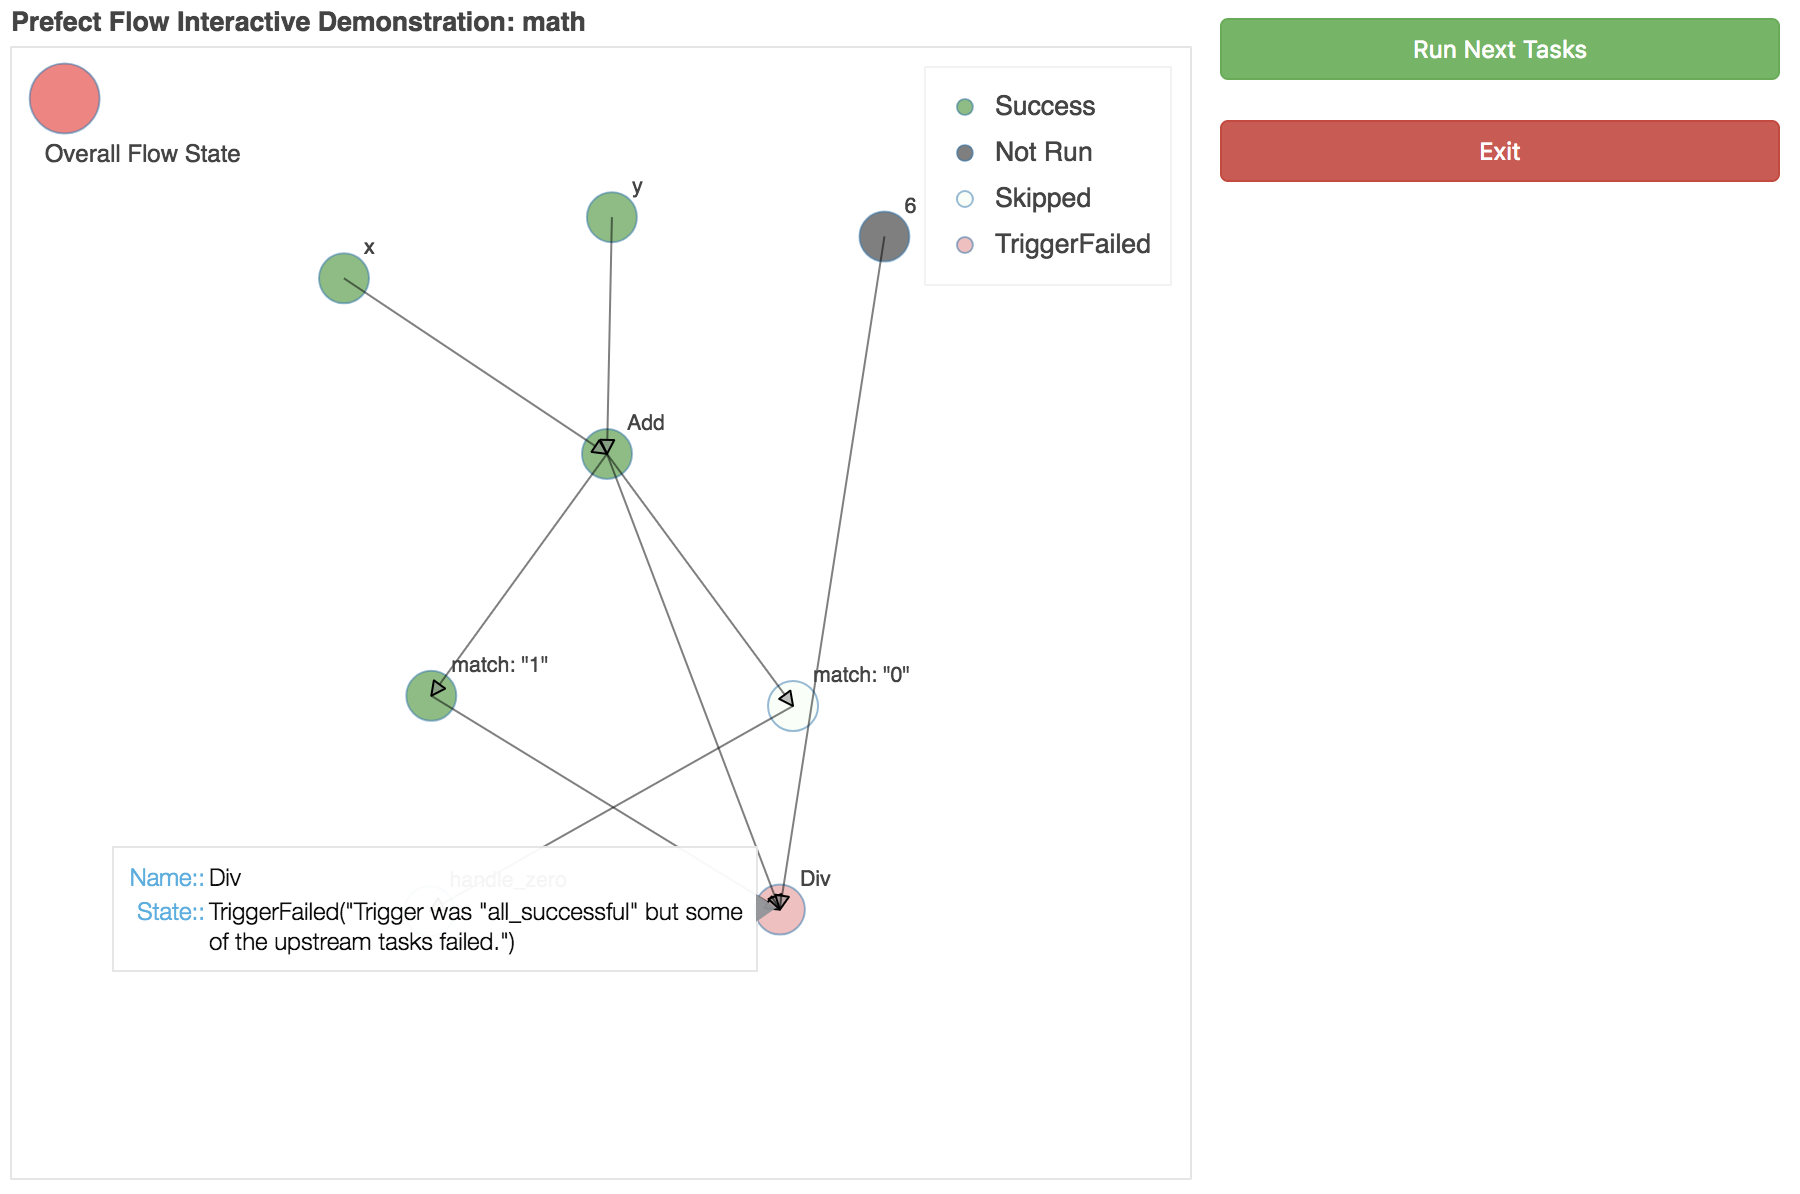 Prefect Flow Interactive Demonstration: math
Run Next Tasks
Exit
Overall Flow State
Success
Not Run
Skipped
TriggerFailed
y
6
x
Add
match: "1"
match: "0"
handle_zero
Div
Name:: Div
State:: TriggerFailed("Trigger was "all_successful" but some
of the upstream tasks failed.")